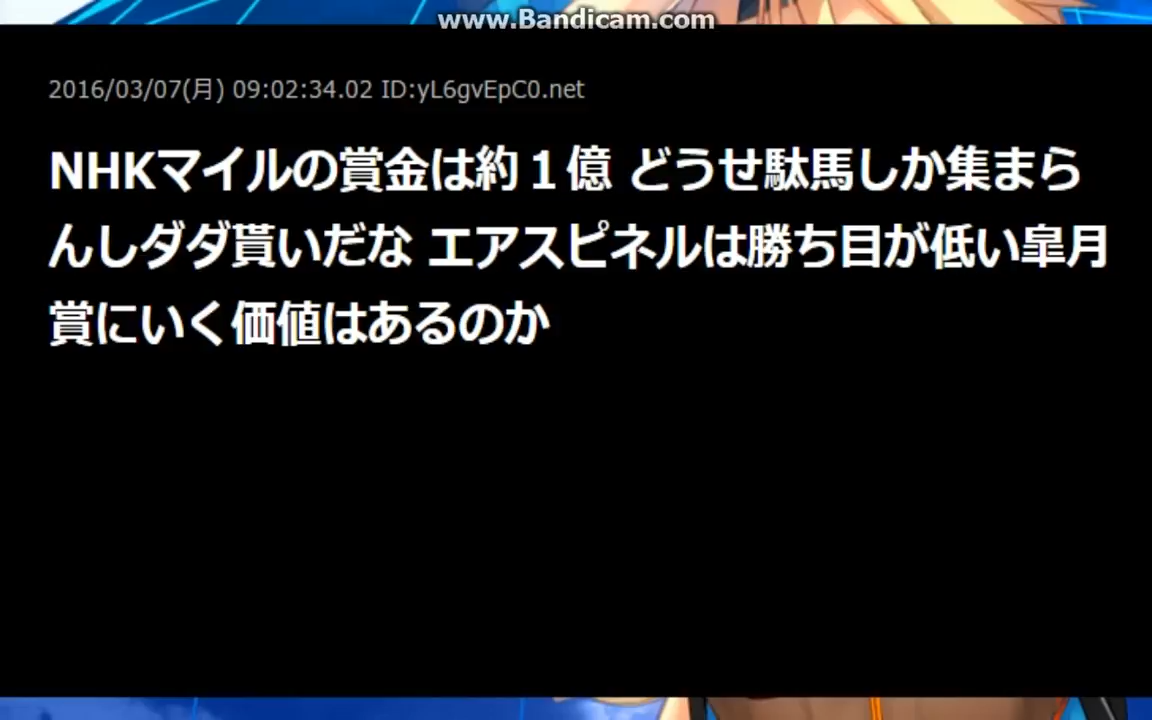 www.Bandicam.com
2016/03/07(月) 09:02:34.02 ID:yL6gvEpC0.net
NHKマイルの賞金は約１億 どうせ駄馬しか集まら
んしダダ貰いだな エアスピネルは勝ち目が低い皐月
賞にいく価値はあるのか